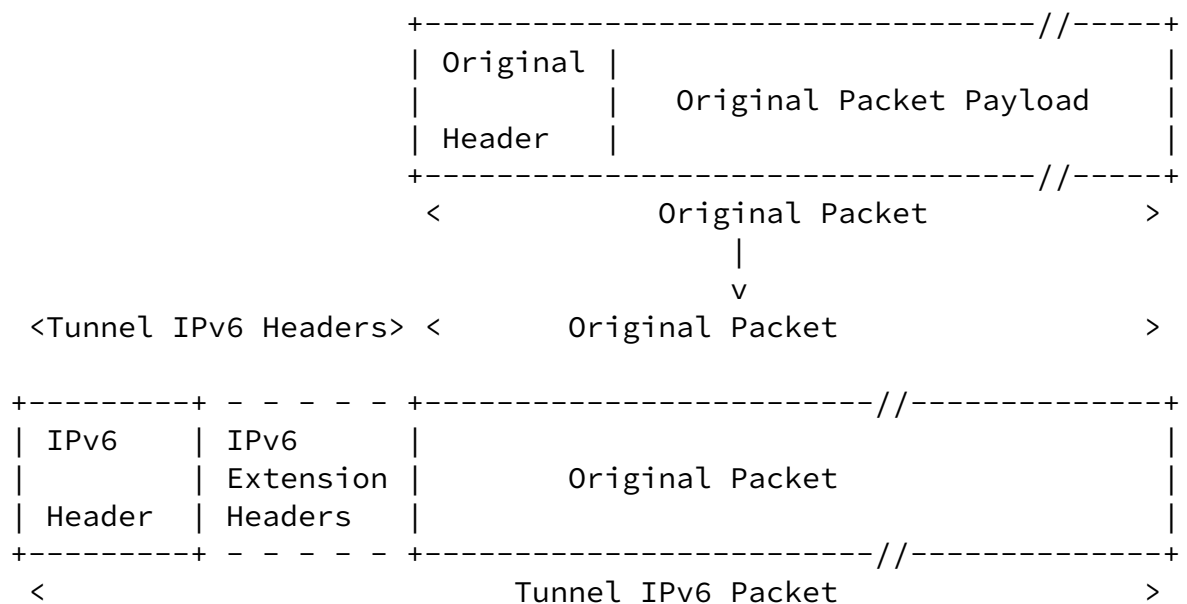 +----------------------------------//-----+
| Original |                              |
|          |   Original Packet Payload    |
| Header   |                              |
+----------------------------------//-----+
<            Original Packet            >
|
v
<Tunnel IPv6 Headers> <       Original Packet                 >
+---------+ - - - - - +-------------------------//--------------+
| IPv6    | IPv6      |                                         |
|         | Extension |        Original Packet                  |
| Header  | Headers   |                                         |
+---------+ - - - - - +-------------------------//--------------+
<                          Tunnel IPv6 Packet                 >